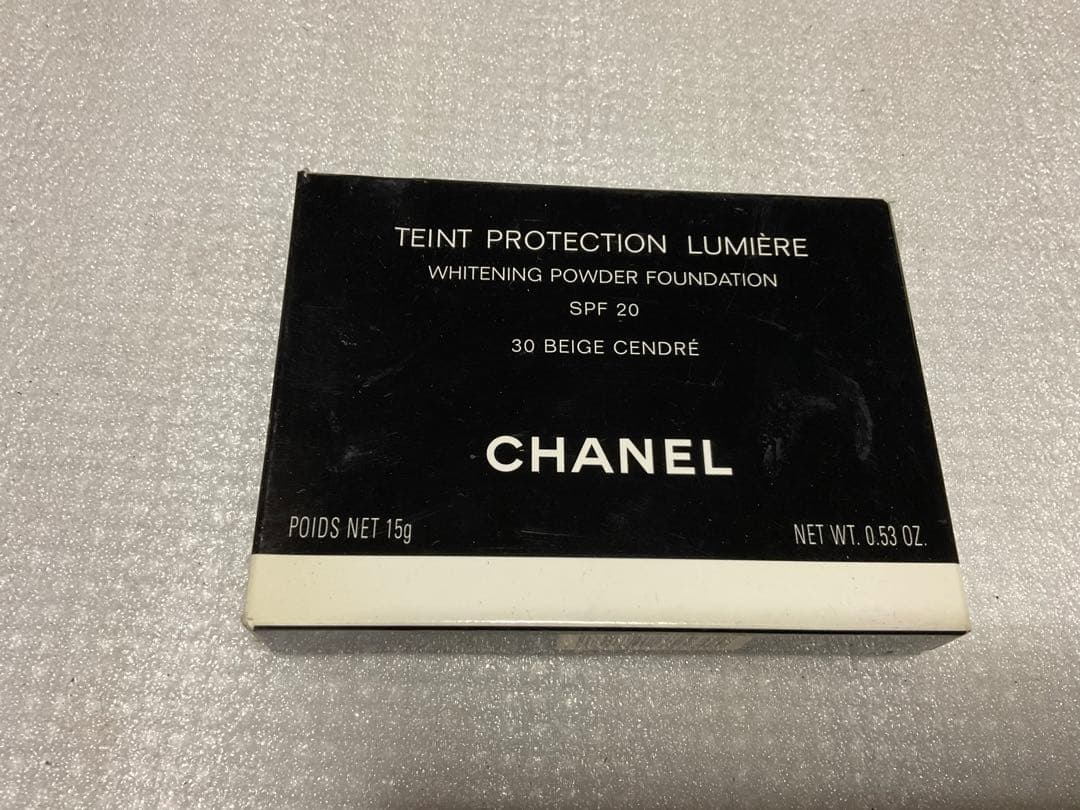 TEINT PROTECTION LUMIÈRE
WHITENING POWDER FOUNDATION
SPF 20
30 BEIGE CENDRÉ
CHANEL
POIDS NET 15g
NET WT. 0.53 OZ.